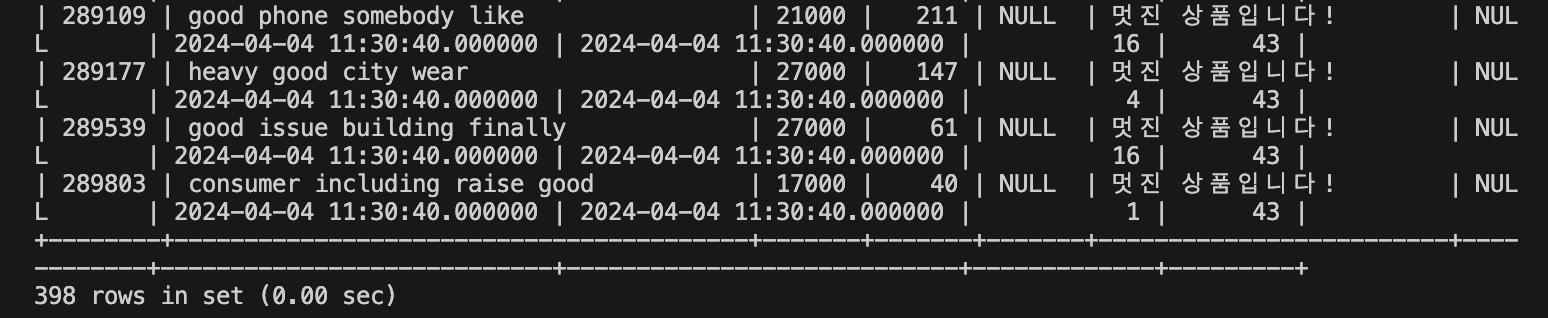 | 289109 | good phone somebody like | 21000 | 211 | NULL | 멋진 상품입니다! | NUL
L | 2024-04-04 11:30:40.000000 | 2024-04-04 11:30:40.000000 | 16 | 43 |
| 289177 | heavy good city wear | 27000 | 147 | NULL | 멋진 상품입니다! | NUL
L | 2024-04-04 11:30:40.000000 | 2024-04-04 11:30:40.000000 | 4 | 43 |
| 289539 | good issue building finally | 27000 | 61 | NULL | 멋진 상품입니다! | NUL
L | 2024-04-04 11:30:40.000000 | 2024-04-04 11:30:40.000000 | 16 | 43 |
| 289803 | consumer including raise good | 17000 | 40 | NULL | 멋진 상품입니다! | NUL
L | 2024-04-04 11:30:40.000000 | 2024-04-04 11:30:40.000000 | 1 | 43 |
+--------+-----------------------------------------+-------+-------+-------+-------------------------+----
--------+----------------------------+----------------------------+-------------+---------+
398 rows in set (0.00 sec)